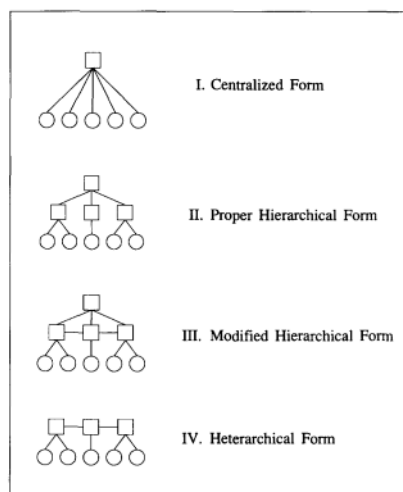 I. Centralized Form
II. Proper Hierarchical Form
III. Modified Hierarchical Form
IV. Heterarchical Form